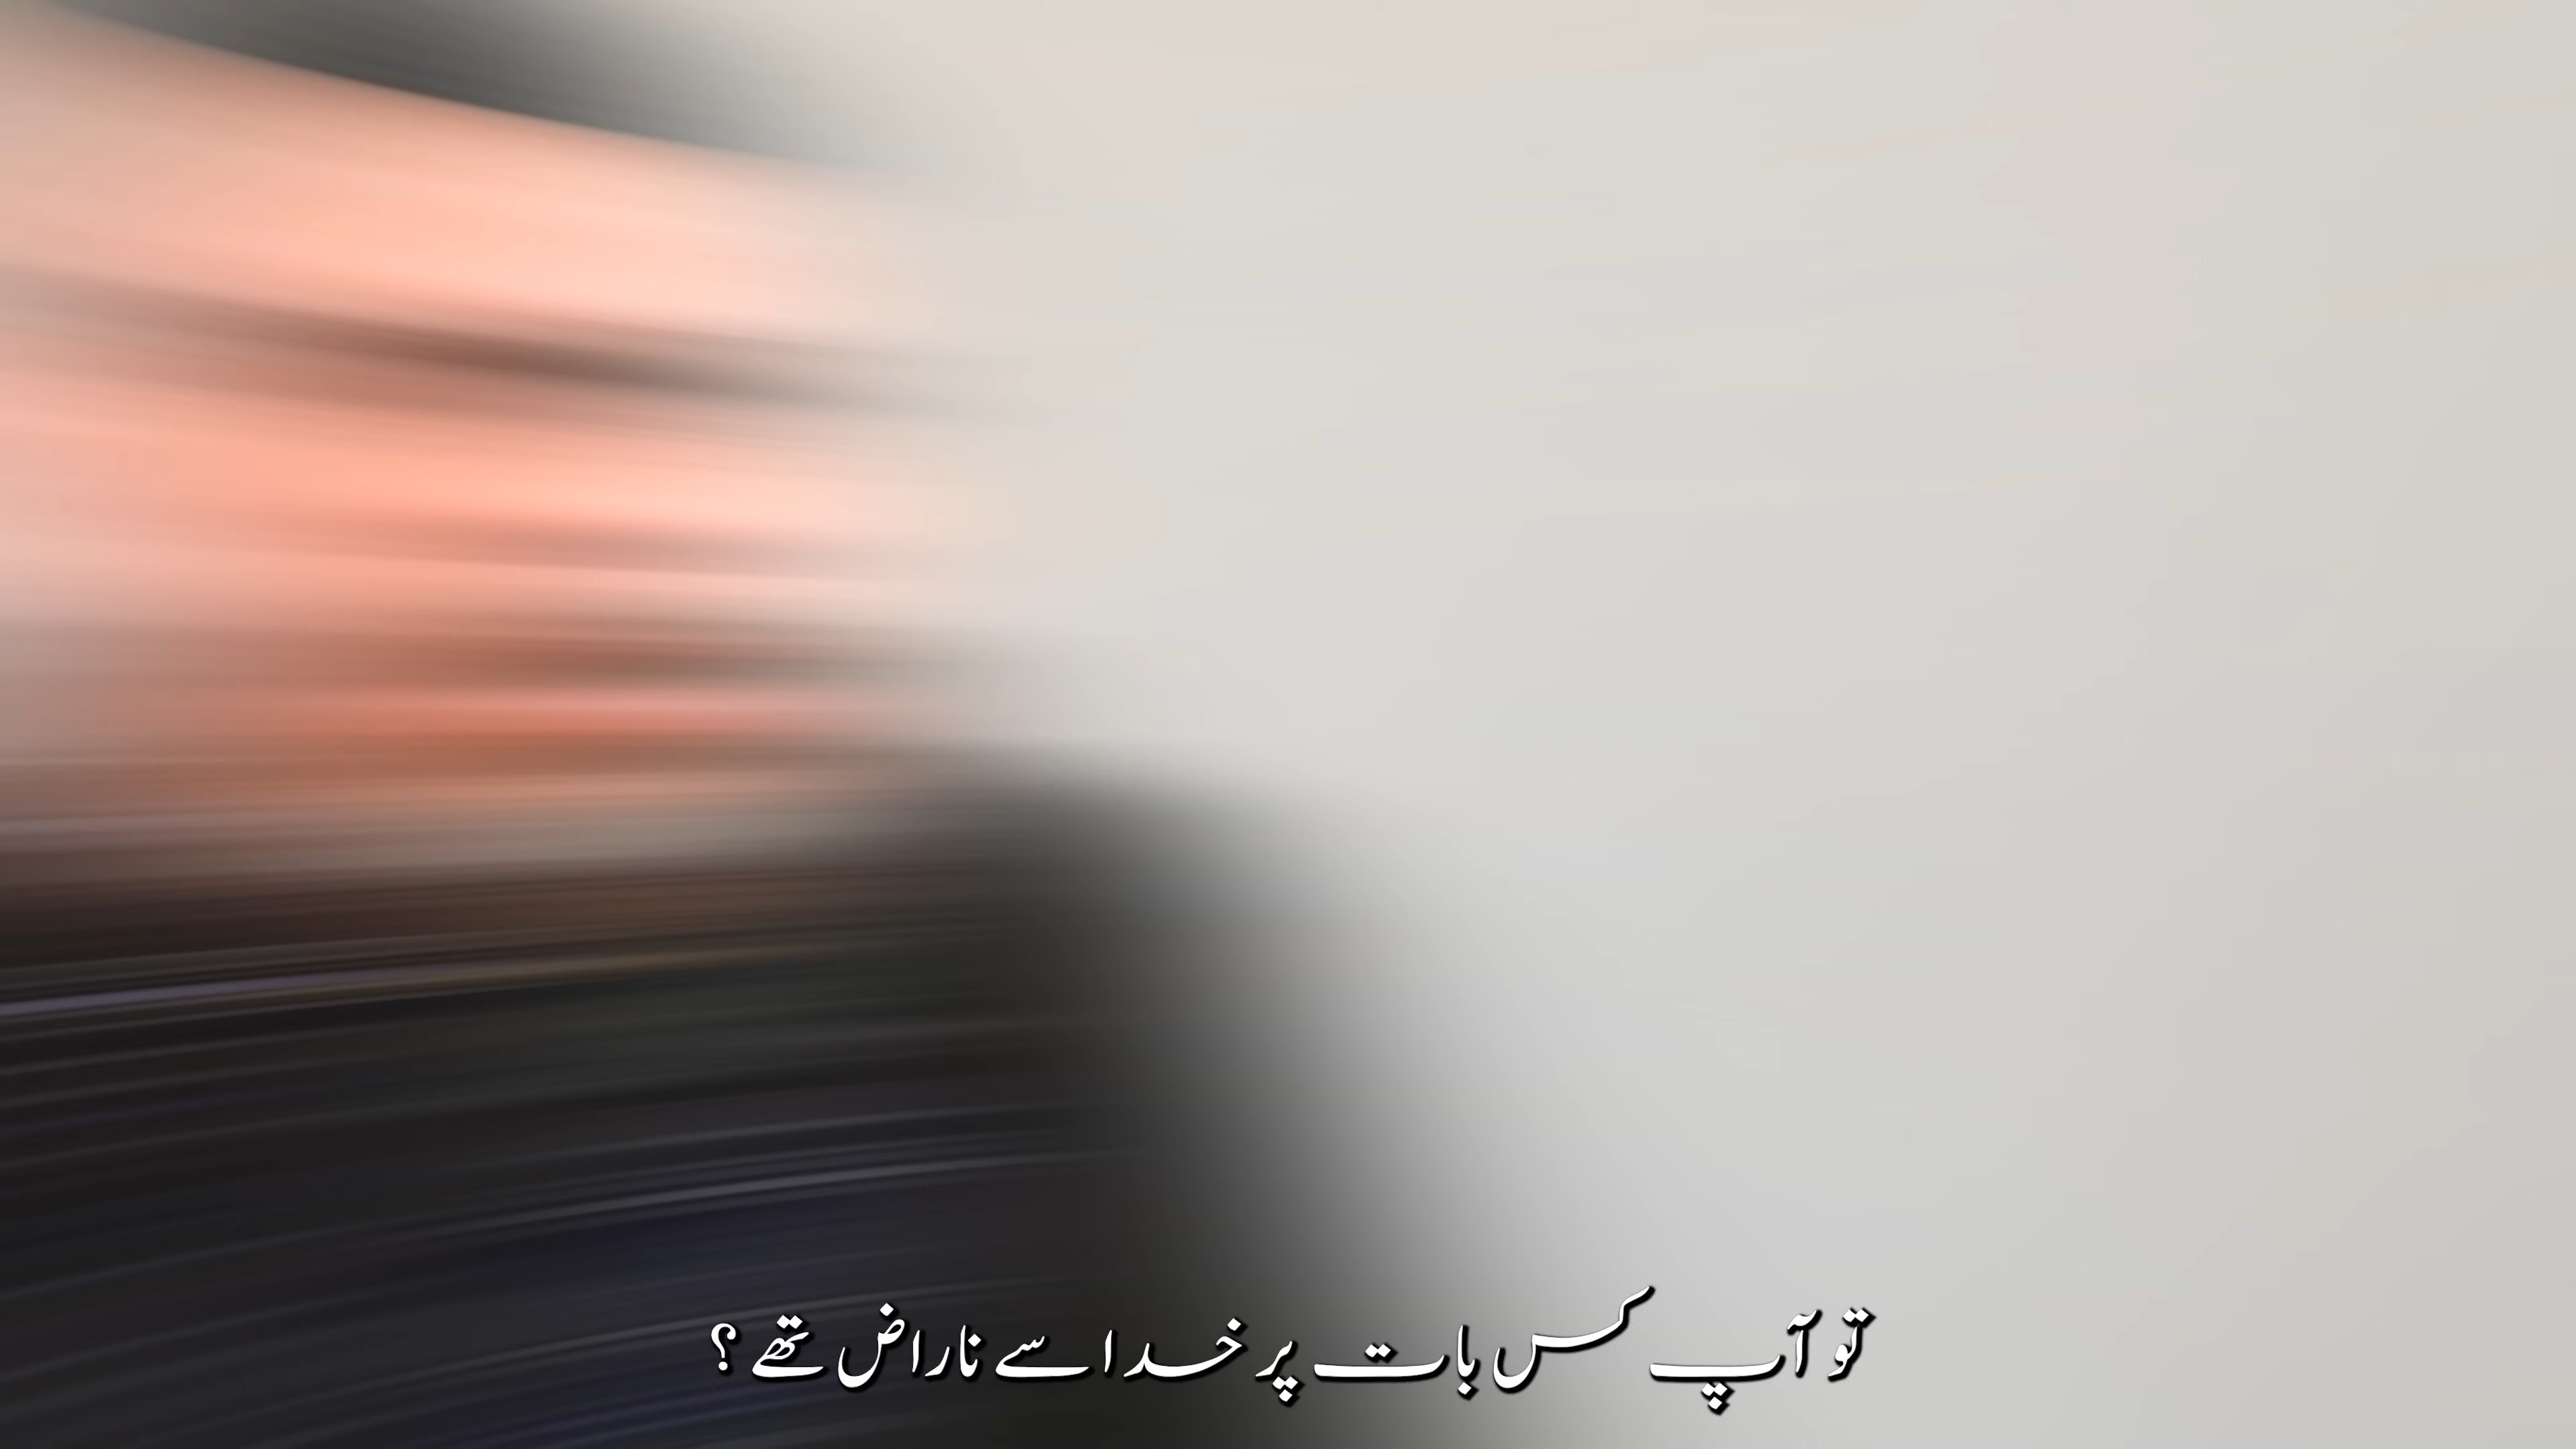 تو آپ کس بات پر خدا سے ناراض تھے ؟